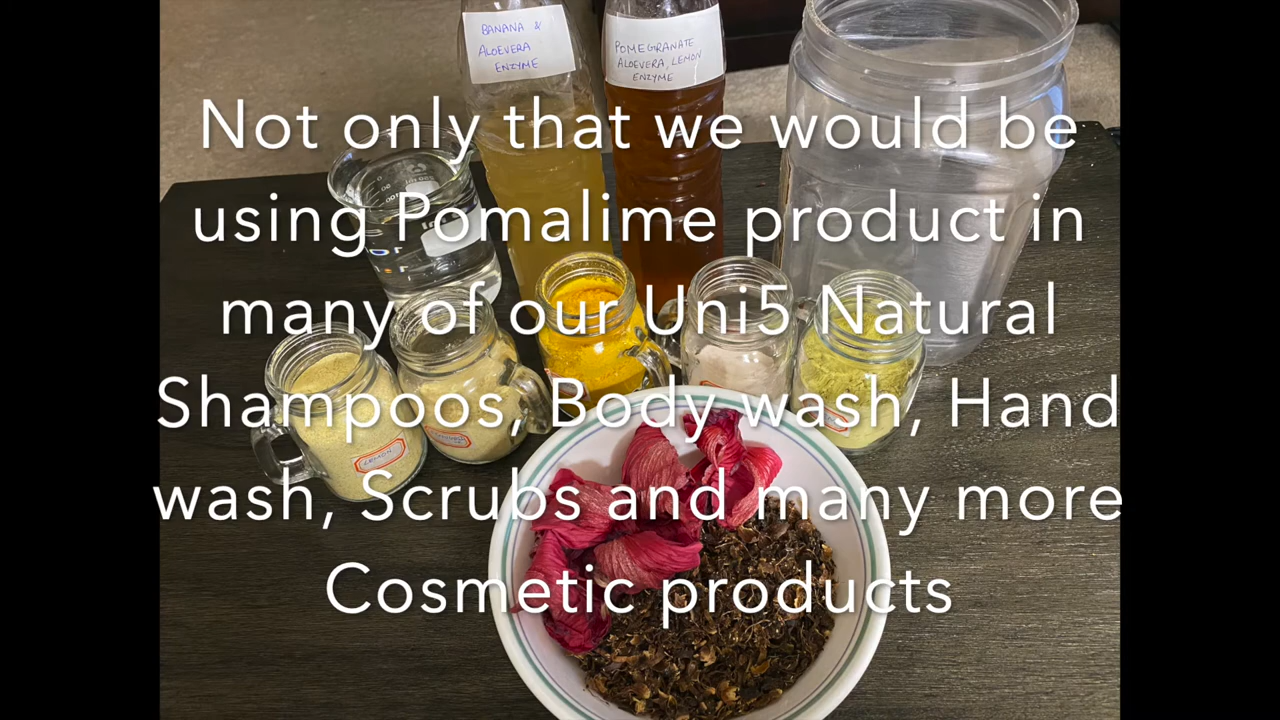 BANANA &
ALOEVERA
ENZYME
POMEGRANATE
ALOEVERA, LEMON
ENZYME
Not only that we would be
using Pomalime product in
many of our Uni5 Natural
Shampoos, Body wash, Hand
wash, Scrubs and many more
Cosmetic products
LEMON